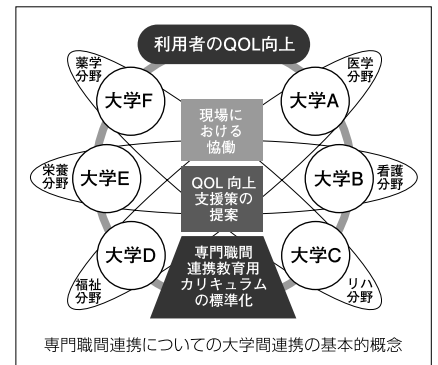 利用者のQOL向上
薬学
分野
医学
分野
大学F
大学A
現場に
おける
恊働
栄養
分野
大学E
大学B
看護
分野
QOL 向上
支援策の
提案
大学D
大学C
専門職間
連携教育用
カリキュラム
の標準化
福祉
分野
リハ
分野
専門職間連携についての大学間連携の基本的概念